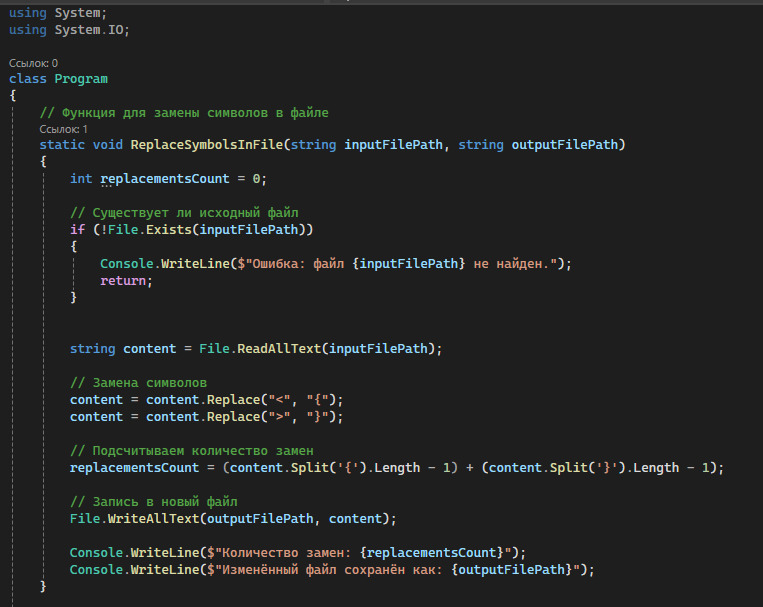 using System;
using System.IO;
Ссылок: 0
class Program
{
// Функция для замены символов в файле
Ссылок: 1
static void ReplaceSymbolsInFile(string inputFilePath, string outputFilePath)
{
int replacementsCount = 0;
// Существует ли исходный файл
if (!File.Exists(inputFilePath))
{
Console.WriteLine($"Ошибка: файл {inputFilePath} не найден.");
return;
}
string content = File.ReadAllText(inputFilePath);
// Замена символов
content = content.Replace("<", "{");
content = content.Replace(">", "}");
// Подсчитываем количество замен
replacementsCount = (content.Split('{').Length - 1) + (content.Split('}').Length - 1);
// Запись в новый файл
File.WriteAllText(outputFilePath, content);
Console.WriteLine($"Количество замен: {replacementsCount}");
Console.WriteLine($"Изменённый файл сохранён как: {outputFilePath}");
}